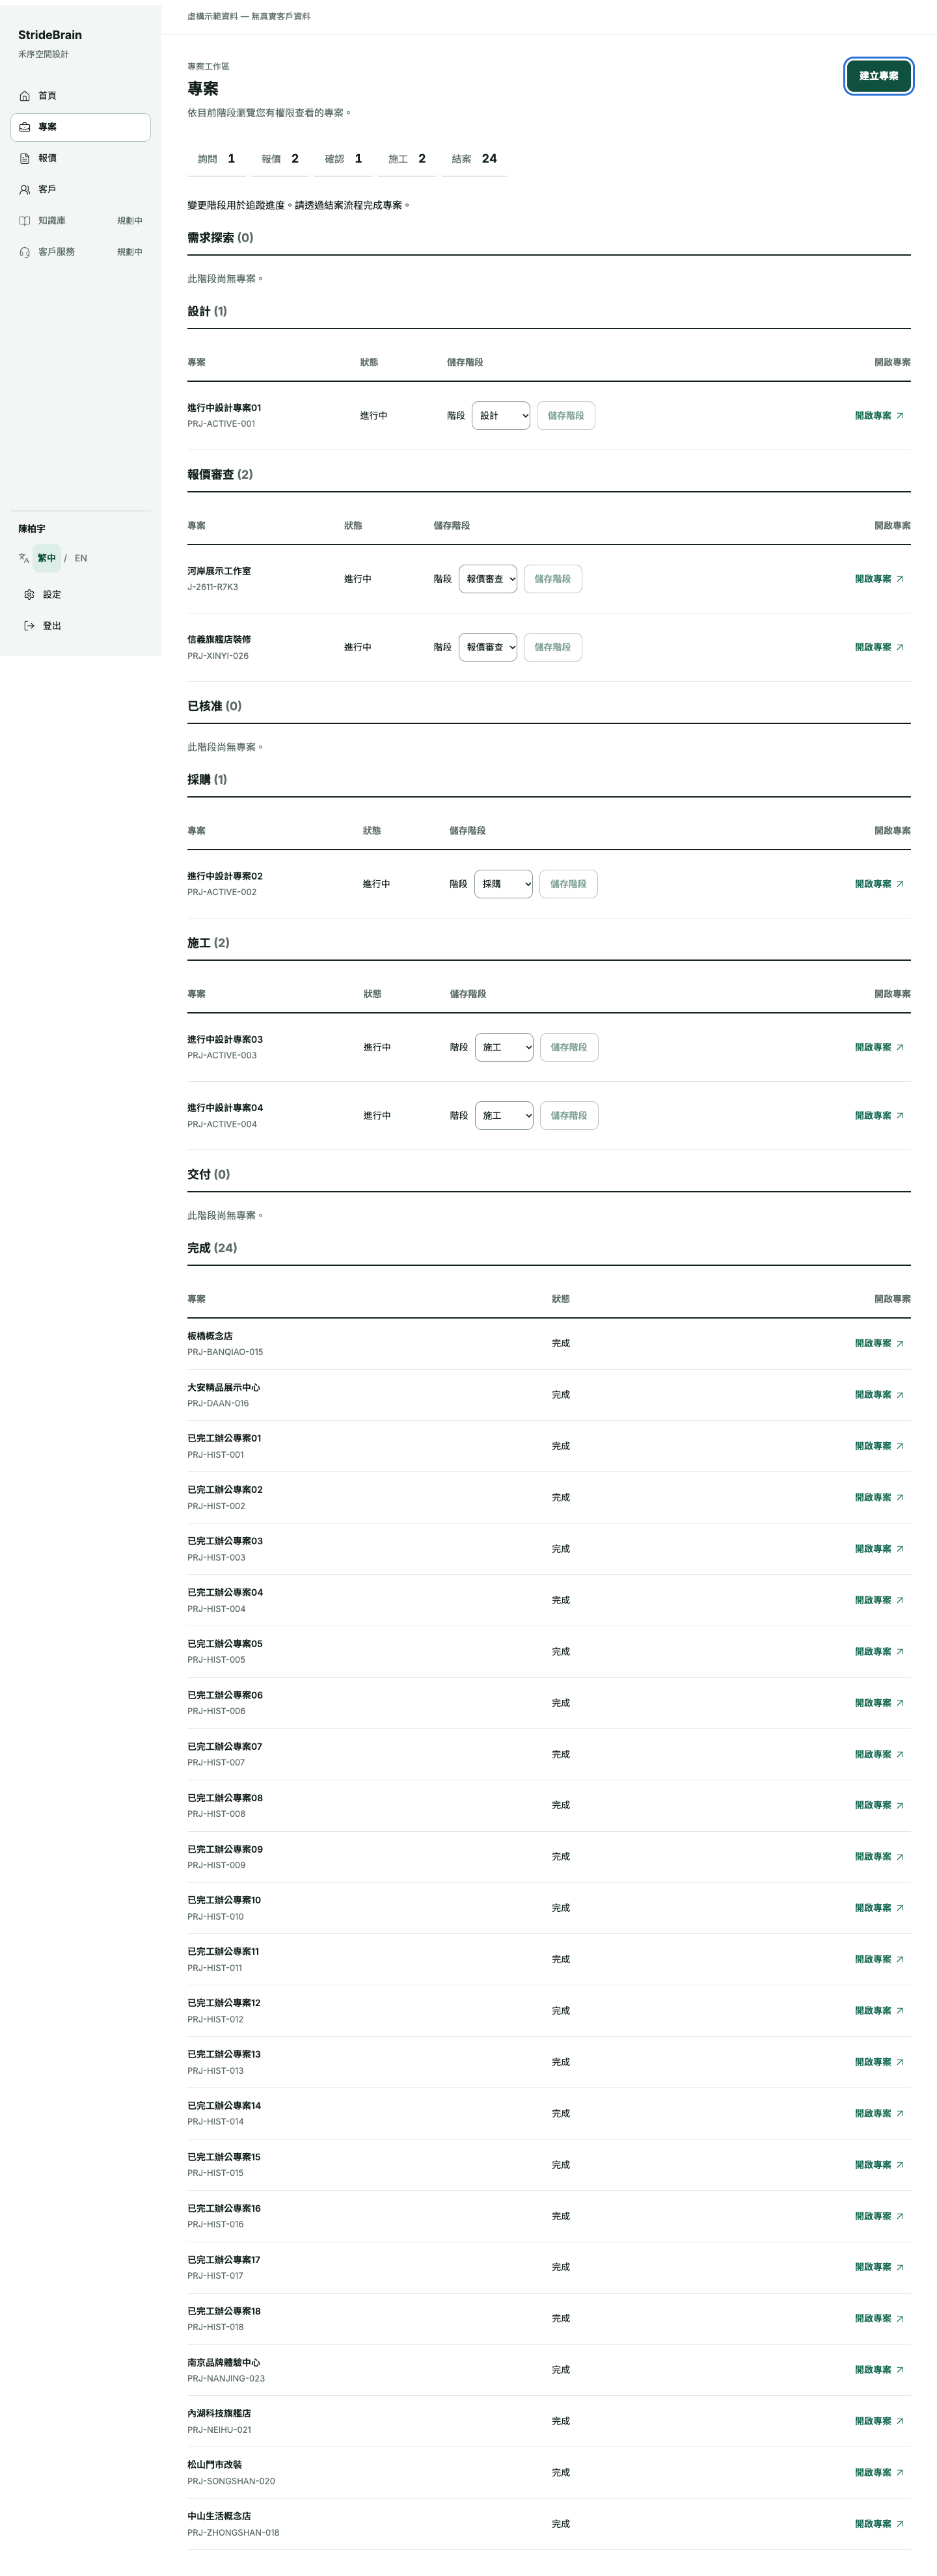 StrideBrain
禾序空間設計
首頁
專案
報價
客戶
知識庫 規劃中
客戶服務 規劃中
陳柏宇
繁中 / EN
設定
登出
虛構示範資料 — 無真實客戶資料
專案工作區
專案
依目前階段瀏覽您有權限查看的專案。
建立專案
詢問 1 報價 2 確認 1 施工 2 結案 24
變更階段用於追蹤進度。請透過結案流程完成專案。
需求探索 (0)
此階段尚無專案。
設計 (1)
專案 狀態 儲存階段 開啟專案
進行中設計專案01
PRJ-ACTIVE-001
進行中 階段 設計 儲存階段 開啟專案
報價審查 (2)
專案 狀態 儲存階段 開啟專案
河岸展示工作室
J-2611-R7K3
進行中 階段 報價審查 儲存階段 開啟專案
信義旗艦店裝修
PRJ-XINYI-026
進行中 階段 報價審查 儲存階段 開啟專案
已核准 (0)
此階段尚無專案。
採購 (1)
專案 狀態 儲存階段 開啟專案
進行中設計專案02
PRJ-ACTIVE-002
進行中 階段 採購 儲存階段 開啟專案
施工 (2)
專案 狀態 儲存階段 開啟專案
進行中設計專案03
PRJ-ACTIVE-003
進行中 階段 施工 儲存階段 開啟專案
進行中設計專案04
PRJ-ACTIVE-004
進行中 階段 施工 儲存階段 開啟專案
交付 (0)
此階段尚無專案。
完成 (24)
專案 狀態 開啟專案
板橋概念店
PRJ-BANQIAO-015
完成 開啟專案
大安精品展示中心
PRJ-DAAN-016
完成 開啟專案
已完工辦公專案01
PRJ-HIST-001
完成 開啟專案
已完工辦公專案02
PRJ-HIST-002
完成 開啟專案
已完工辦公專案03
PRJ-HIST-003
完成 開啟專案
已完工辦公專案04
PRJ-HIST-004
完成 開啟專案
已完工辦公專案05
PRJ-HIST-005
完成 開啟專案
已完工辦公專案06
PRJ-HIST-006
完成 開啟專案
已完工辦公專案07
PRJ-HIST-007
完成 開啟專案
已完工辦公專案08
PRJ-HIST-008
完成 開啟專案
已完工辦公專案09
PRJ-HIST-009
完成 開啟專案
已完工辦公專案10
PRJ-HIST-010
完成 開啟專案
已完工辦公專案11
PRJ-HIST-011
完成 開啟專案
已完工辦公專案12
PRJ-HIST-012
完成 開啟專案
已完工辦公專案13
PRJ-HIST-013
完成 開啟專案
已完工辦公專案14
PRJ-HIST-014
完成 開啟專案
已完工辦公專案15
PRJ-HIST-015
完成 開啟專案
已完工辦公專案16
PRJ-HIST-016
完成 開啟專案
已完工辦公專案17
PRJ-HIST-017
完成 開啟專案
已完工辦公專案18
PRJ-HIST-018
完成 開啟專案
南京品牌體驗中心
PRJ-NANJING-023
完成 開啟專案
內湖科技旗艦店
PRJ-NEIHU-021
完成 開啟專案
松山門市改裝
PRJ-SONGSHAN-020
完成 開啟專案
中山生活概念店
PRJ-ZHONGSHAN-018
完成 開啟專案